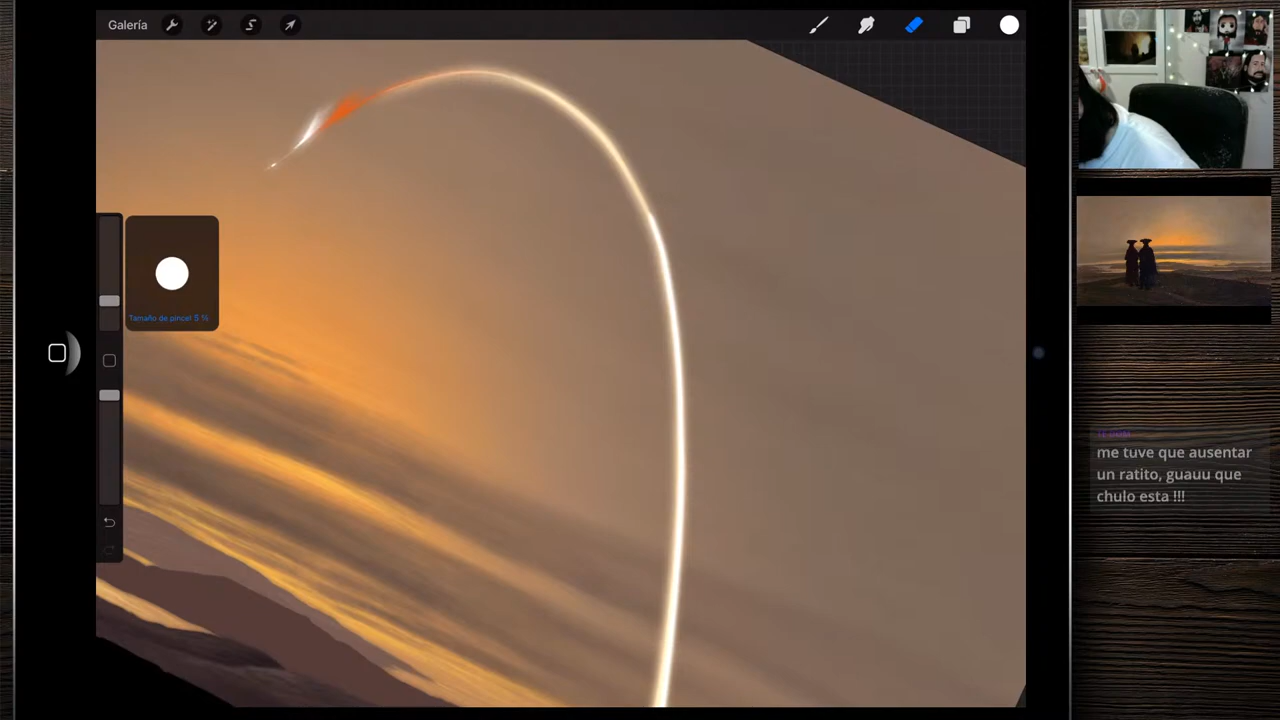 Galería
Tamaño de pincel 5 %
me tuve que ausentar
un ratito, guauu que
chulo esta !!!